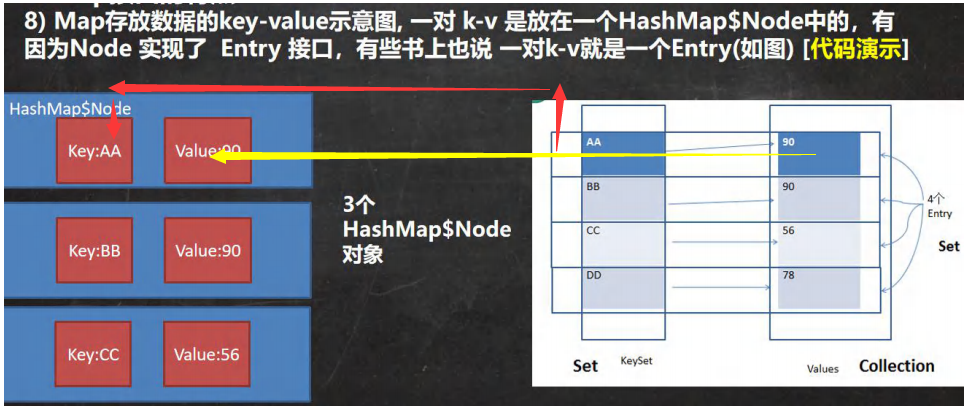 8) Map存放数据的key-value示意图, 一对 k-v 是放在一个HashMap$Node中的，有
因为Node 实现了 Entry 接口，有些书上也说 一对k-v就是一个Entry(如图) [代码演示]
HashMap$Node
Key:AA
Value:90
Key:BB
Value:90
Key:CC
Value:56
3个
HashMap$Node
对象
AA
90
BB
90
CC
56
DD
78
4个
Entry
Set
Set
KeySet
Values
Collection